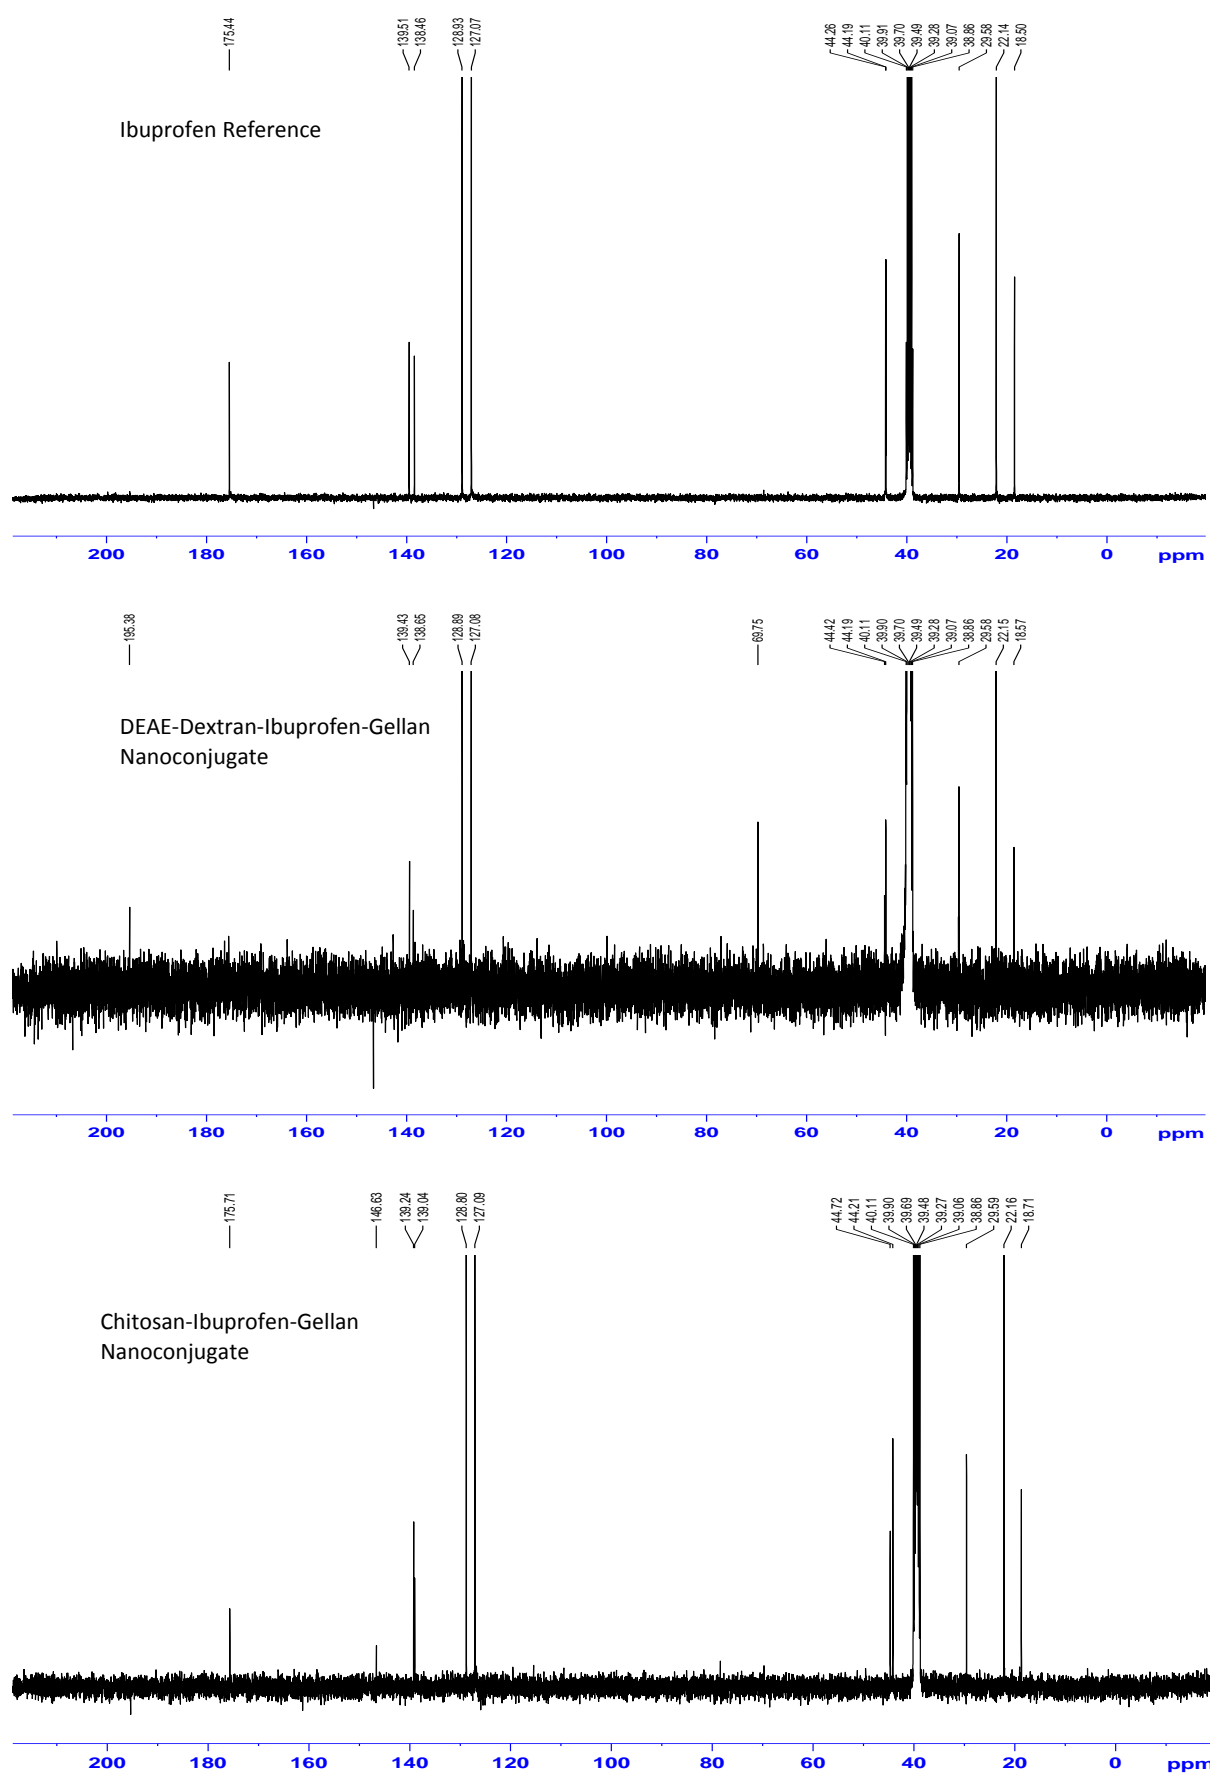 175.44 139.51 138.46 128.93 127.07 44.26 44.19 40.11 39.91 39.70 39.49 39.28 39.07 38.86 29.58 22.14 18.50
Ibuprofen Reference
200 180 160 140 120 100 80 60 40 20 0 ppm
195.38 139.43 138.65 128.89 127.08 69.75 44.42 44.19 40.11 39.90 39.70 39.49 39.28 39.07 38.86 29.58 22.15 18.57
DEAE-Dextran-Ibuprofen-Gellan
Nanoconjugate
200 180 160 140 120 100 80 60 40 20 0 ppm
175.71 146.63 139.24 139.04 128.80 127.09 44.72 44.21 40.11 39.90 39.69 39.48 39.27 39.06 38.86 29.59 22.16 18.71
Chitosan-Ibuprofen-Gellan
Nanoconjugate
200 180 160 140 120 100 80 60 40 20 0 ppm